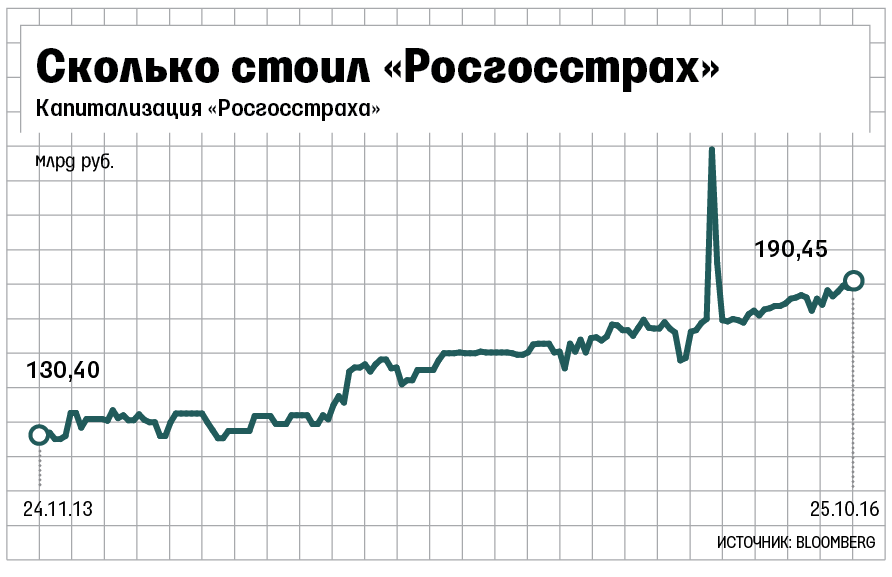 Сколько стоил «Росгосстрах»
Капитализация «Росгосстраха»
млрд руб.
190,45
130,40
24.11.13
25.10.16
ИСТОЧНИК: BLOOMBERG